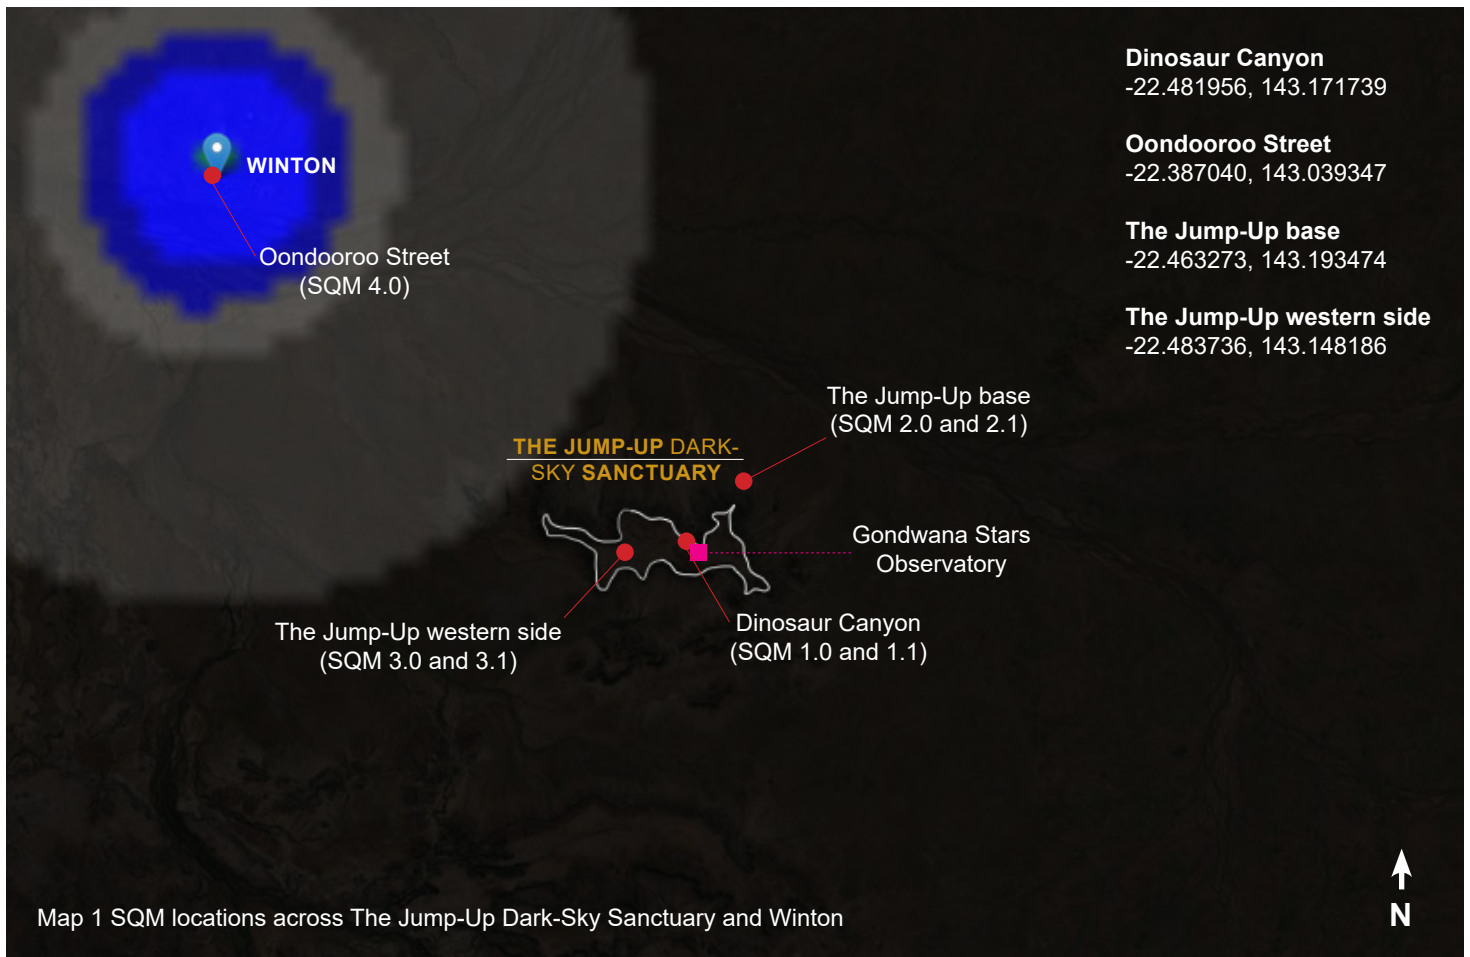 Dinosaur Canyon
-22.481956, 143.171739
Oondooroo Street
-22.387040, 143.039347
The Jump-Up base
-22.463273, 143.193474
The Jump-Up western side
-22.483736, 143.148186
WINTON
Oondooroo Street
(SQM 4.0)
The Jump-Up base
(SQM 2.0 and 2.1)
THE JUMP-UP DARK-
SKY SANCTUARY
Gondwana Stars
Observatory
The Jump-Up western side
(SQM 3.0 and 3.1)
Dinosaur Canyon
(SQM 1.0 and 1.1)
Map 1 SQM locations across The Jump-Up Dark-Sky Sanctuary and Winton
N